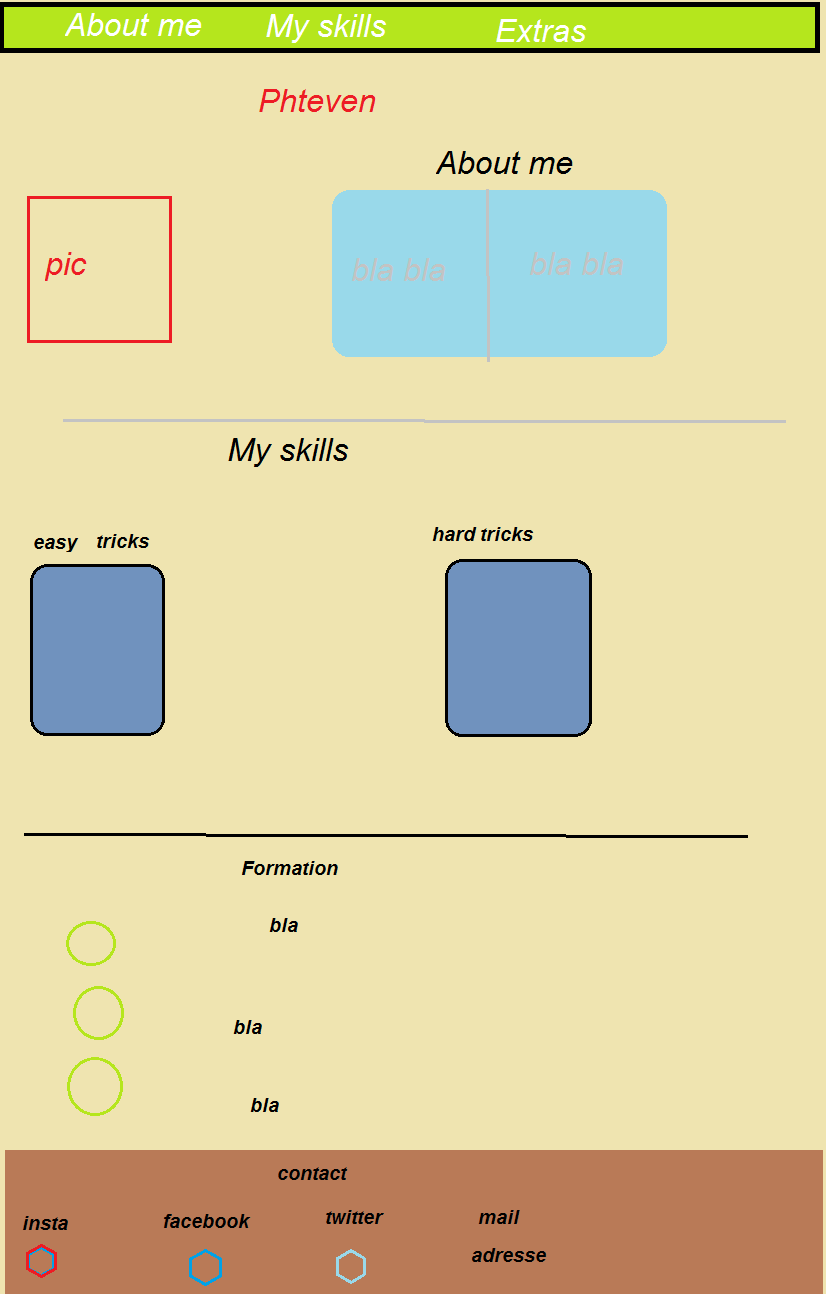 About me My skills Extras
Phteven
About me
pic
bla bla bla bla
My skills
easy tricks hard tricks
Formation
bla
bla
bla
contact
insta facebook twitter mail
adresse